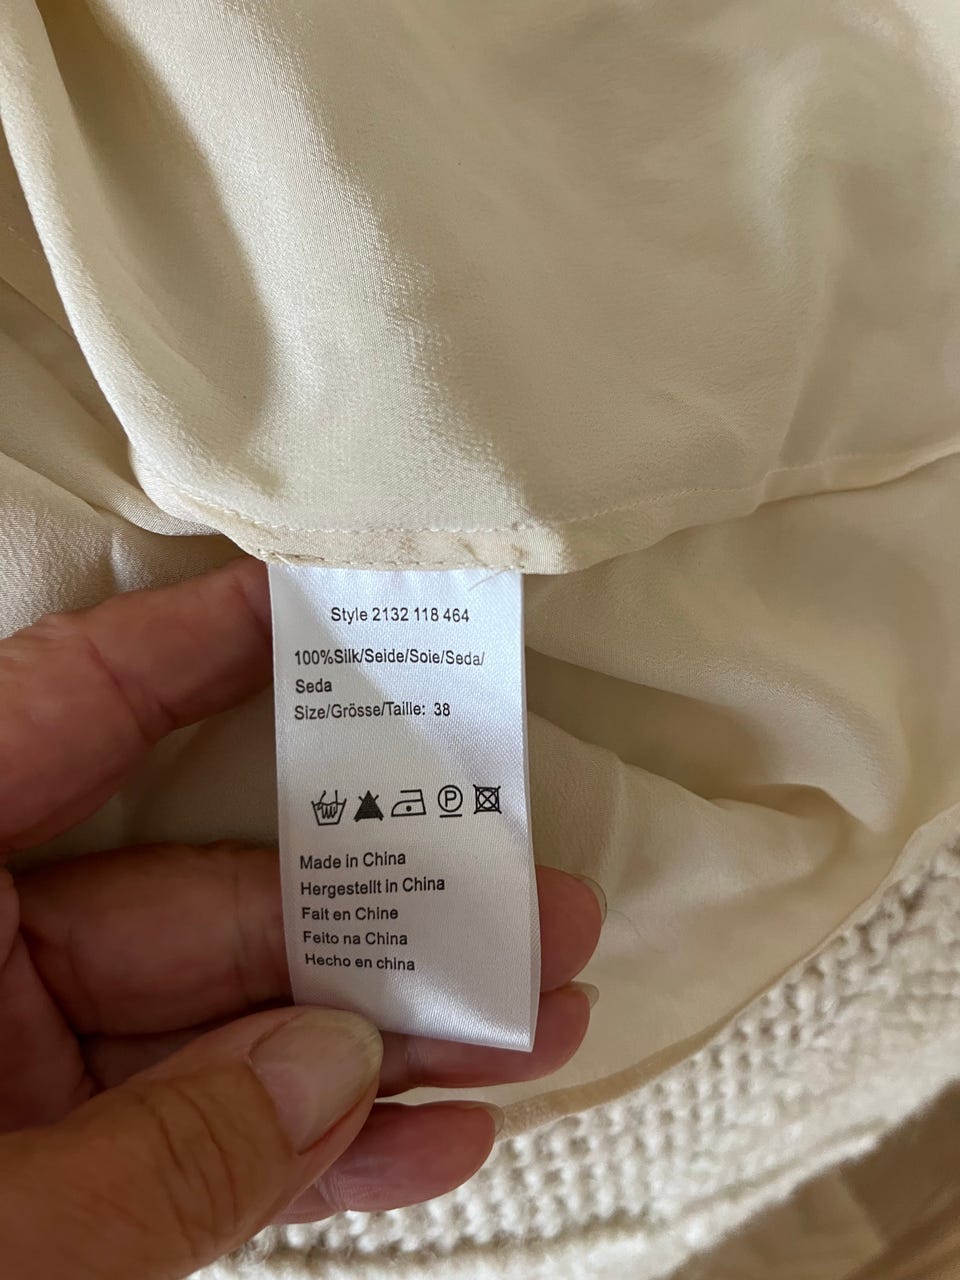 Style 2132 118 464
100%Silk/Seide/Soie/Seda/
Seda
Size/Grösse/Taille: 38
P
Made in China
Hergestellt in China
Fait en Chine
Feito na China
Hecho en china